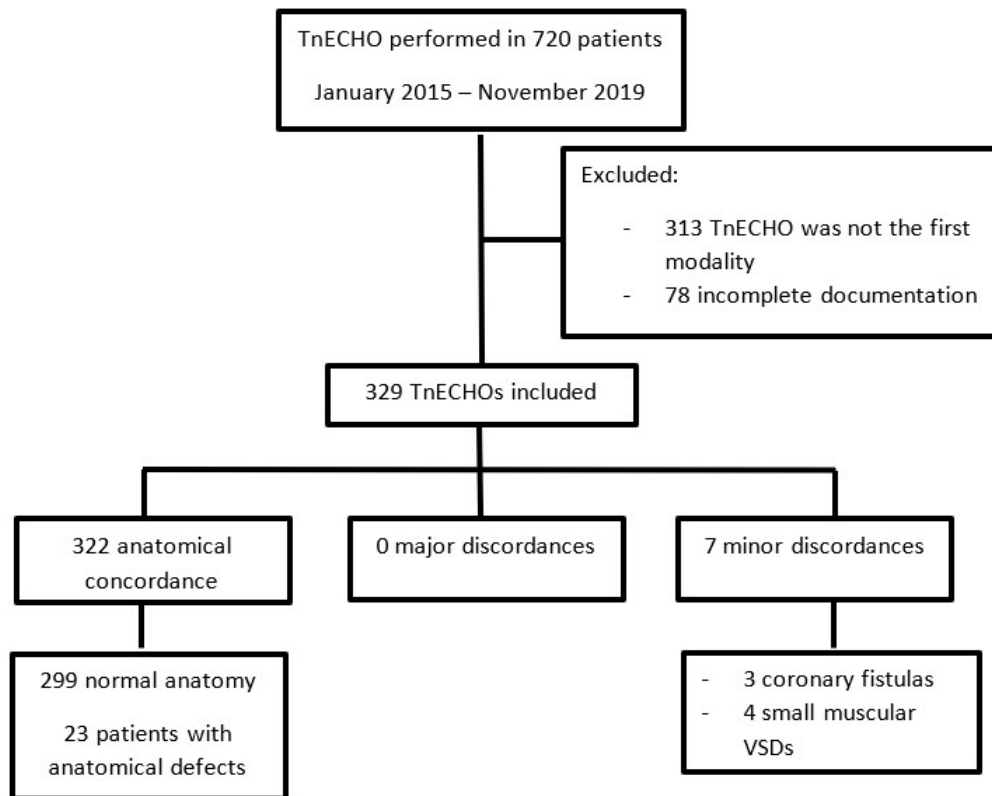 TnECHO performed in 720 patients
January 2015 – November 2019
Excluded:
- 313 TnECHO was not the first
modality
- 78 incomplete documentation
329 TnECHOs included
322 anatomical
concordance
0 major discordances
7 minor discordances
299 normal anatomy
23 patients with
anatomical defects
- 3 coronary fistulas
- 4 small muscular
VSDs